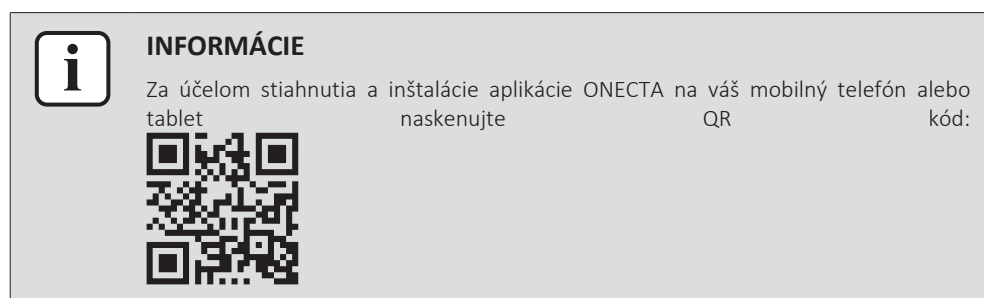 i
INFORMÁCIE
Za účelom stiahnutia a inštalácie aplikácie ONECTA na váš mobilný telefón alebo
tablet naskenujte QR kód: